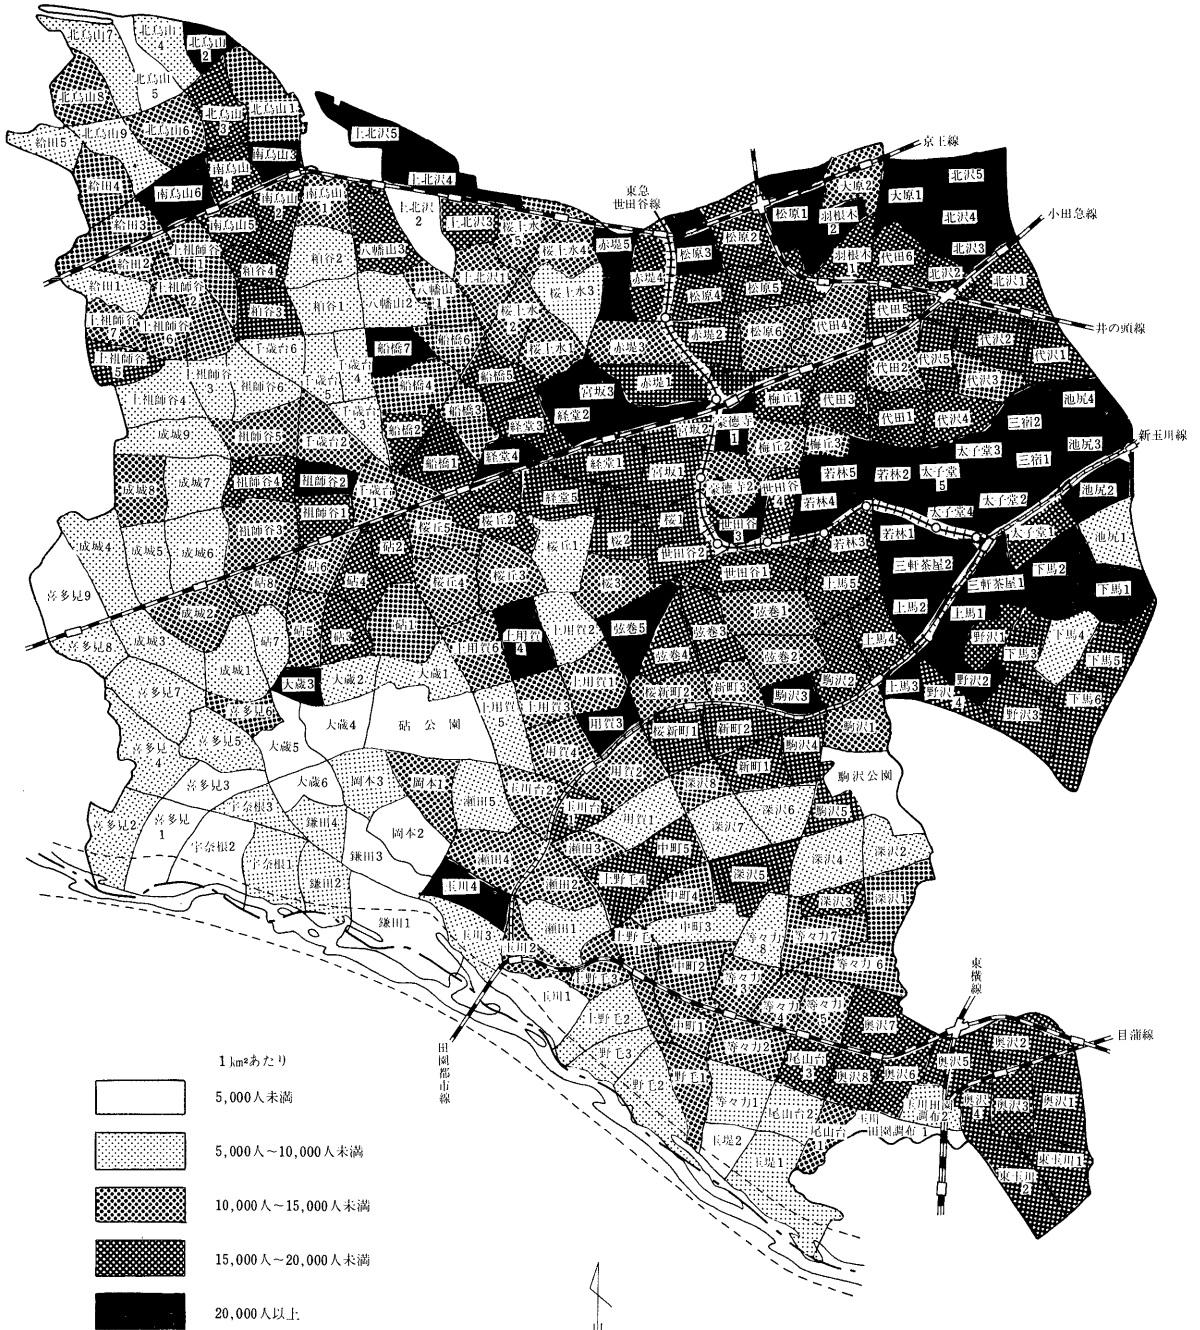 北烏山7
北烏山4
北烏山2
北烏山5
北烏山8
北烏山3
北烏山1
北烏山9
北烏山6
給田5
給田4
給田3
給田2
給田1
南烏山3
南烏山4
南烏山6
南烏山2
南烏山1
南烏山5
上北沢5
上北沢4
上北沢2
上北沢3
上北沢1
東急
世田谷線
京王線
小田急線
井の頭線
新玉川線
上祖師谷1
上祖師谷2
上祖師谷7
上祖師谷6
上祖師谷5
上祖師谷3
上祖師谷4
粕谷4
粕谷3
粕谷2
粕谷1
八幡山3
八幡山2
八幡山1
桜上水5
桜上水4
桜上水3
桜上水2
桜上水1
赤堤5
赤堤4
赤堤3
赤堤2
赤堤1
松原1
松原2
松原3
松原4
松原5
松原6
大原2
大原1
羽根木2
羽根木1
北沢5
北沢4
北沢3
北沢2
北沢1
代田6
代田5
代田4
代田3
代田2
代田1
代沢2
代沢1
代沢5
代沢3
代沢4
千歳台6
千歳台5
千歳台4
千歳台3
千歳台2
千歳台1
船橋7
船橋6
船橋5
船橋4
船橋3
船橋2
船橋1
祖師谷6
祖師谷5
祖師谷4
祖師谷3
祖師谷2
祖師谷1
宮坂3
宮坂2
宮坂1
経堂2
経堂3
経堂4
経堂1
経堂5
豪徳寺1
豪徳寺2
梅丘1
梅丘2
梅丘3
池尻4
池尻3
池尻2
池尻1
三宿2
三宿1
太子堂3
太子堂5
太子堂2
太子堂4
太子堂1
若林5
若林2
若林4
若林3
若林1
世田谷4
世田谷3
世田谷2
世田谷1
成城9
成城8
成城7
成城4
成城5
成城6
成城2
成城3
成城1
喜多見9
喜多見8
喜多見7
喜多見6
喜多見5
喜多見4
喜多見3
喜多見2
喜多見1
砧6
砧2
砧4
砧8
砧7
砧5
砧3
砧1
桜丘5
桜丘2
桜丘1
桜丘4
桜丘3
桜1
桜2
桜3
三軒茶屋2
三軒茶屋1
下馬2
下馬1
下馬4
下馬3
下馬5
下馬6
上馬5
上馬2
上馬1
上馬4
上馬3
野沢1
野沢2
野沢4
野沢3
弦巻1
弦巻2
弦巻3
弦巻4
弦巻5
上用賀6
上用賀4
上用賀2
上用賀1
上用賀3
上用賀5
用賀3
用賀4
用賀2
用賀1
桜新町2
桜新町1
新町3
新町2
新町1
駒沢3
駒沢2
駒沢1
駒沢4
駒沢5
駒沢公園
大蔵3
大蔵2
大蔵1
大蔵4
大蔵5
大蔵6
砧公園
岡本3
岡本1
岡本2
宇奈根3
宇奈根2
宇奈根1
鎌田4
鎌田3
鎌田2
鎌田1
瀬田5
瀬田4
瀬田3
瀬田2
瀬田1
玉川台2
玉川台1
玉川4
玉川3
玉川2
玉川1
深沢8
深沢6
深沢7
深沢5
深沢4
深沢2
深沢3
深沢1
中町5
中町4
中町3
中町2
中町1
上野毛4
上野毛1
上野毛3
上野毛2
野毛3
野毛2
野毛1
等々力8
等々力7
等々力6
等々力3
等々力4
等々力5
等々力2
等々力1
尾山台3
尾山台2
尾山台1
玉堤2
玉堤1
奥沢7
奥沢5
奥沢2
奥沢6
奥沢8
奥沢4
奥沢3
奥沢1
玉川田園調布2
玉川
田園調布1
東玉川1
東玉川2
東横線
目蒲線
田園都市線
1km²あたり
5,000人未満
5,000人～10,000人未満
10,000人～15,000人未満
15,000人～20,000人未満
20,000人以上